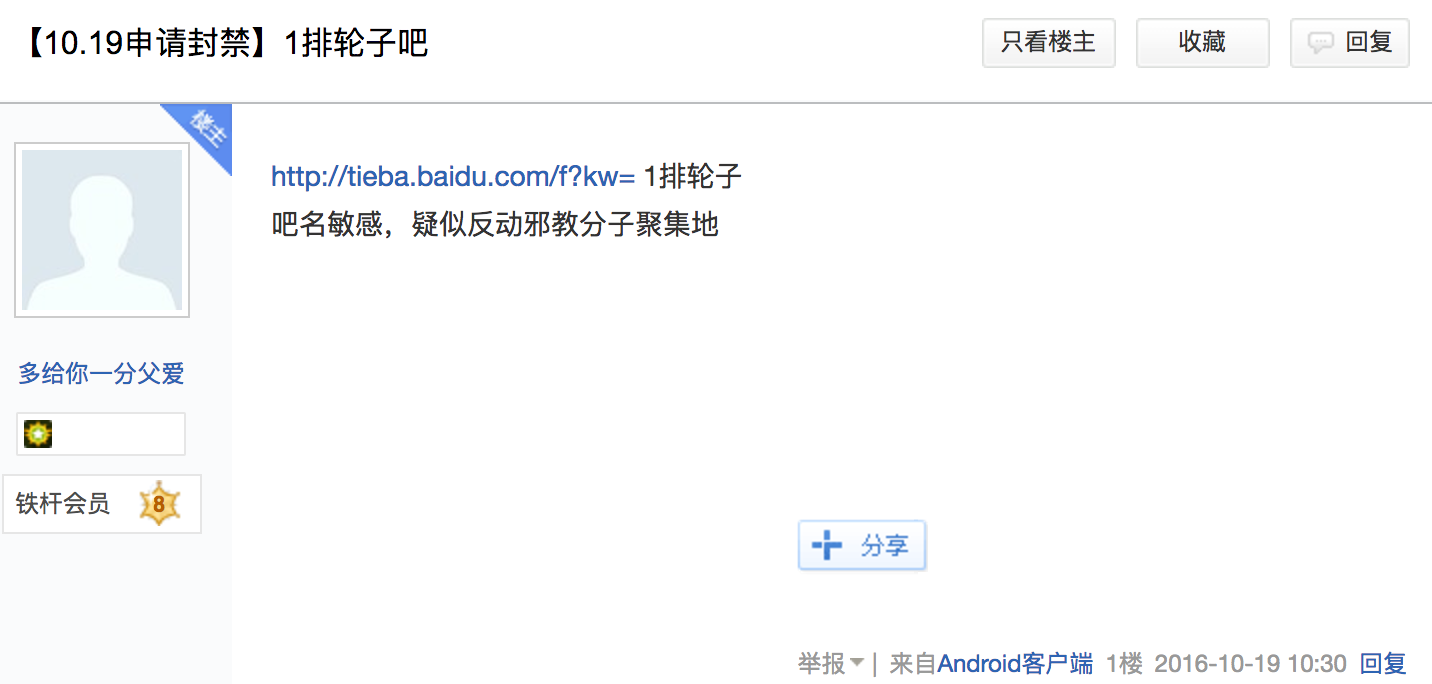 【10.19申请封禁】1排轮子吧
只看楼主
收藏
回复
楼主
http://tieba.baidu.com/f?kw= 1排轮子
吧名敏感，疑似反动邪教分子聚集地
多给你一分父爱
铁杆会员 8
分享
举报 | 来自Android客户端 1楼 2016-10-19 10:30 回复